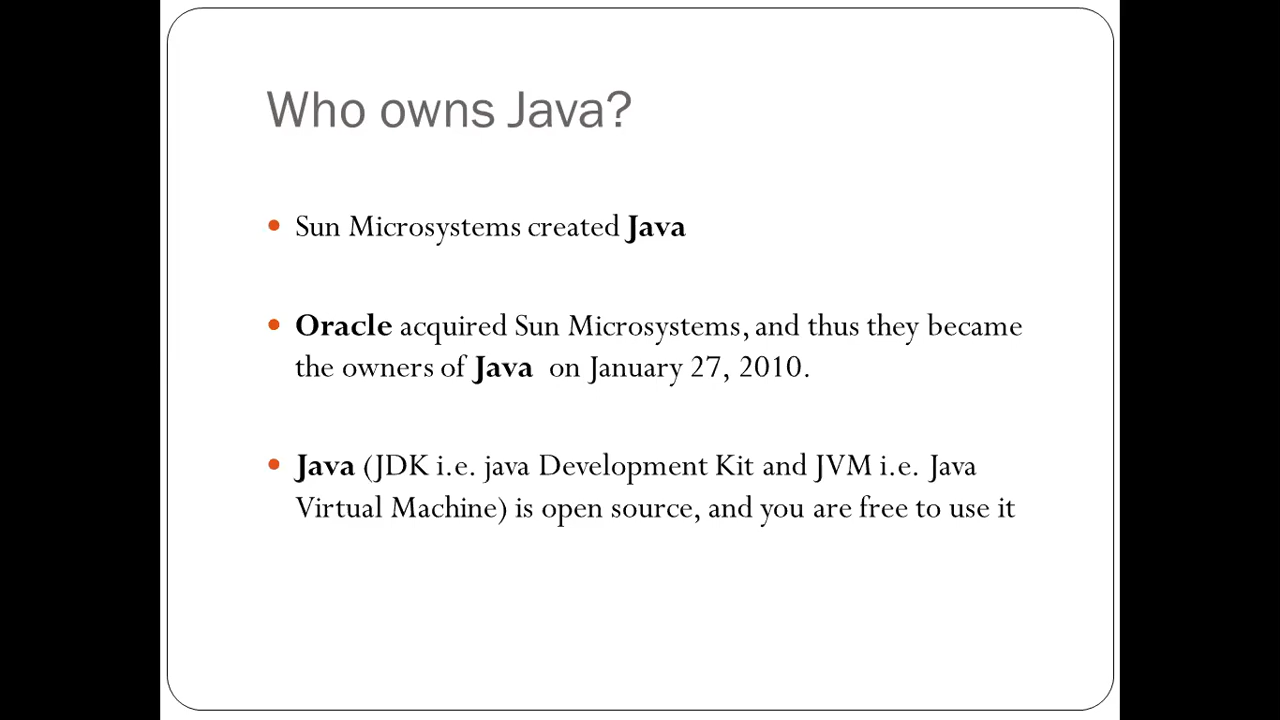 Who owns Java?
• Sun Microsystems created Java
• Oracle acquired Sun Microsystems, and thus they became
the owners of Java on January 27, 2010.
• Java (JDK i.e. java Development Kit and JVM i.e. Java
Virtual Machine) is open source, and you are free to use it